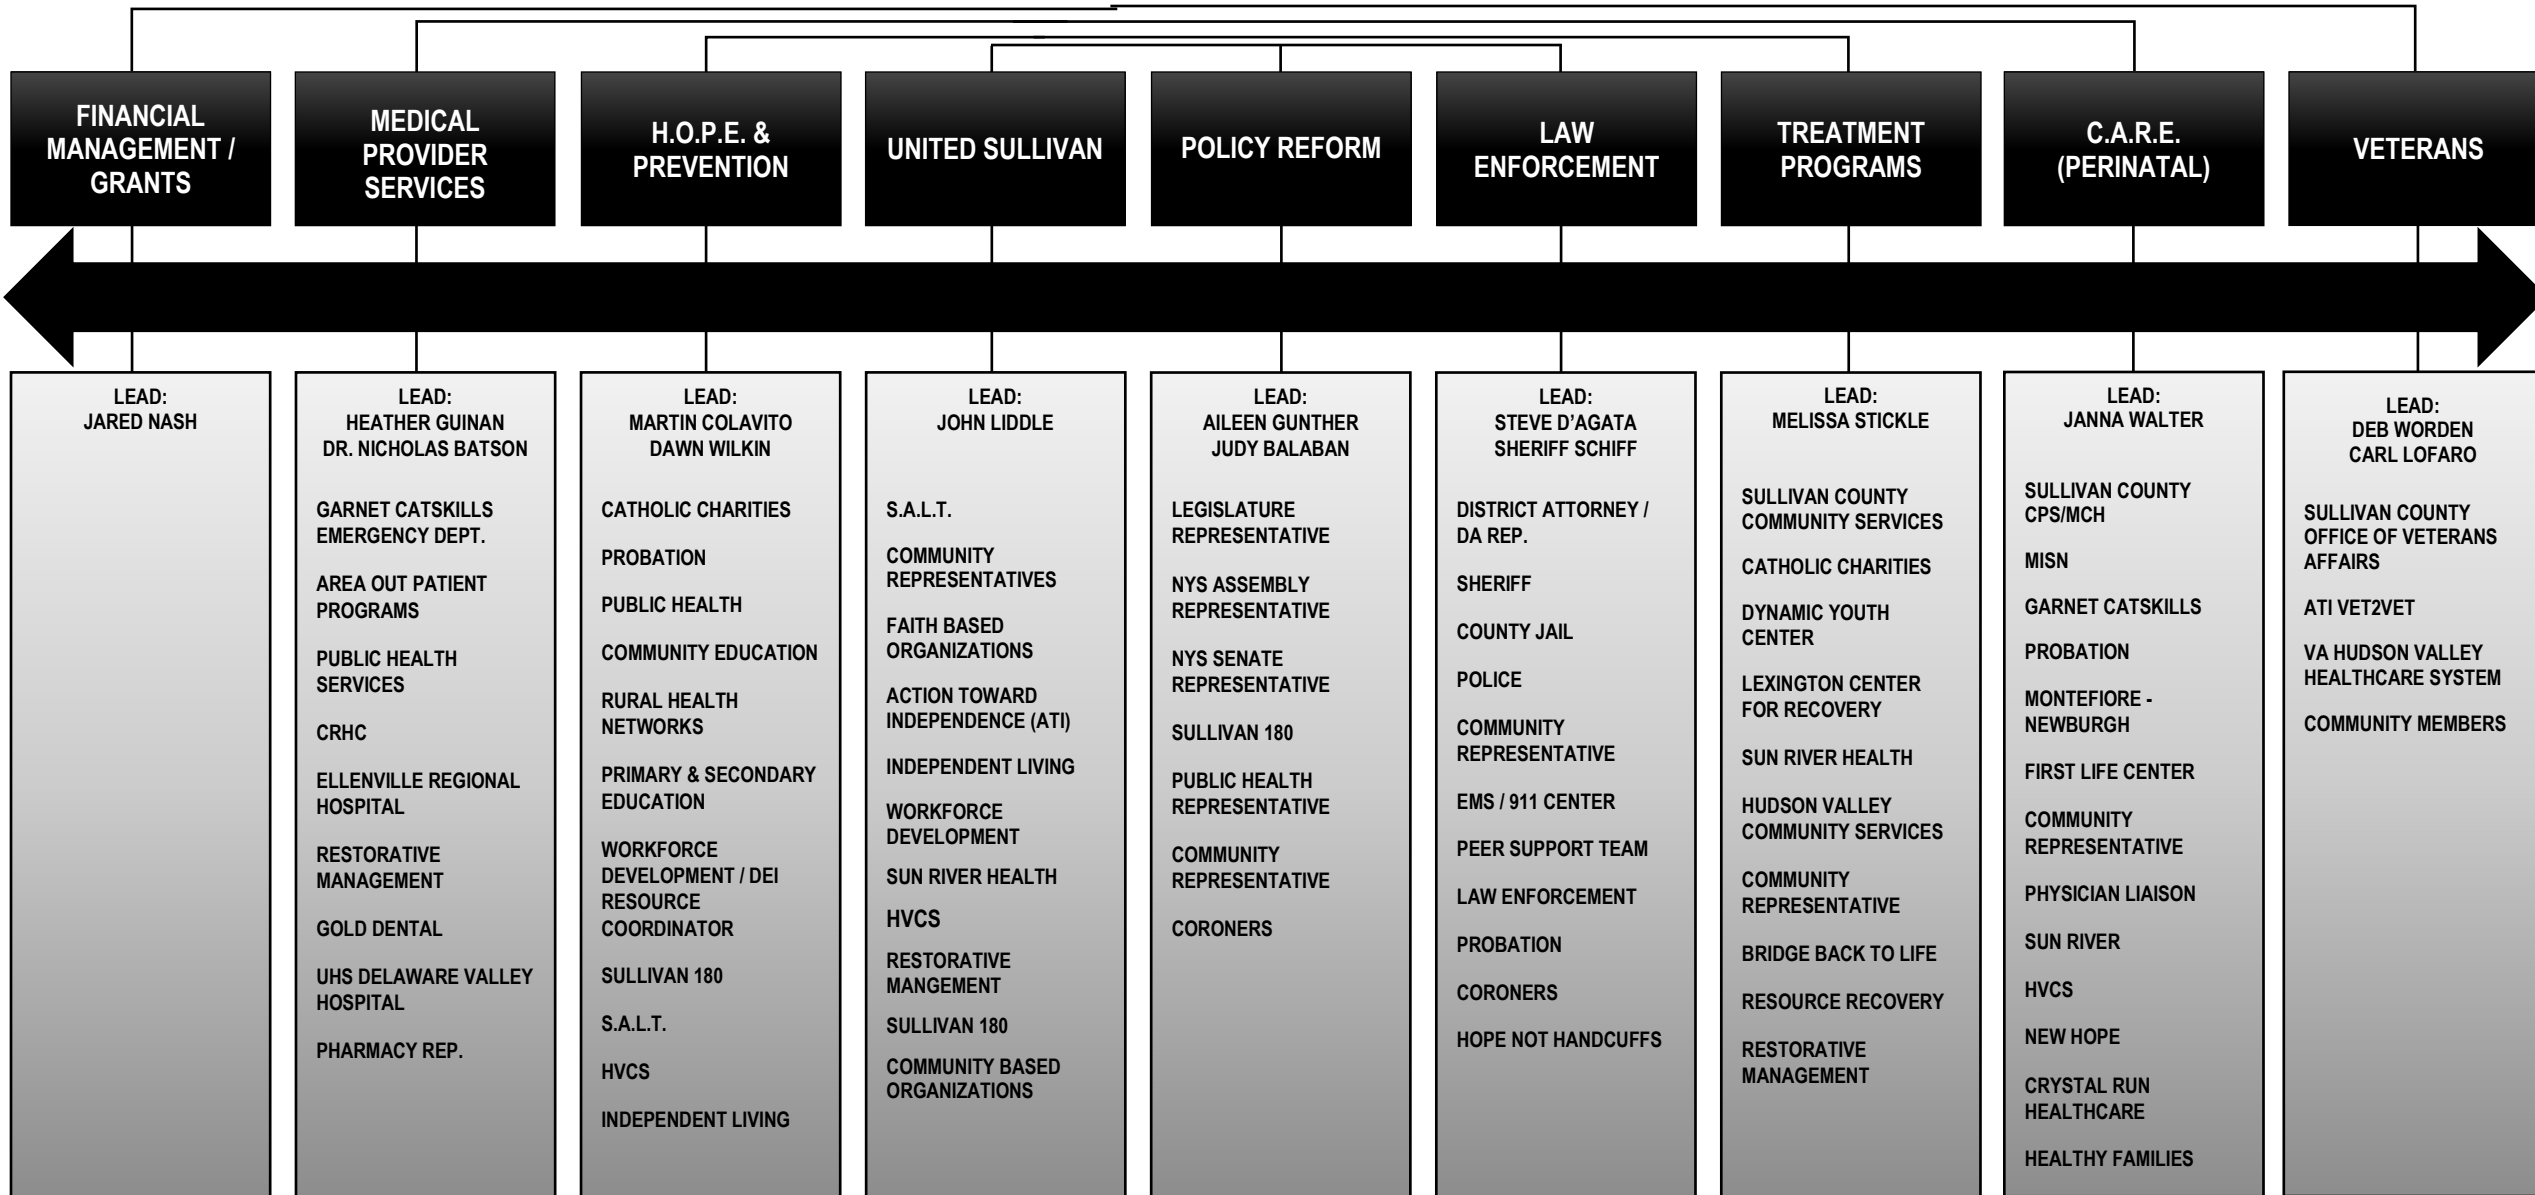 FINANCIAL
MANAGEMENT /
GRANTS
MEDICAL
PROVIDER
SERVICES
H.O.P.E. &
PREVENTION
UNITED SULLIVAN
POLICY REFORM
LAW
ENFORCEMENT
TREATMENT
PROGRAMS
C.A.R.E.
(PERINATAL)
VETERANS
LEAD:
JARED NASH
LEAD:
HEATHER GUINAN
DR. NICHOLAS BATSON
GARNET CATSKILLS
EMERGENCY DEPT.
AREA OUT PATIENT
PROGRAMS
PUBLIC HEALTH
SERVICES
CRHC
ELLENVILLE REGIONAL
HOSPITAL
RESTORATIVE
MANAGEMENT
GOLD DENTAL
UHS DELAWARE VALLEY
HOSPITAL
PHARMACY REP.
LEAD:
MARTIN COLAVITO
DAWN WILKIN
CATHOLIC CHARITIES
PROBATION
PUBLIC HEALTH
COMMUNITY EDUCATION
RURAL HEALTH
NETWORKS
PRIMARY & SECONDARY
EDUCATION
WORKFORCE
DEVELOPMENT / DEI
RESOURCE
COORDINATOR
SULLIVAN 180
S.A.L.T.
HVCS
INDEPENDENT LIVING
LEAD:
JOHN LIDDLE
S.A.L.T.
COMMUNITY
REPRESENTATIVES
FAITH BASED
ORGANIZATIONS
ACTION TOWARD
INDEPENDENCE (ATI)
INDEPENDENT LIVING
WORKFORCE
DEVELOPMENT
SUN RIVER HEALTH
HVCS
RESTORATIVE
MANGEMENT
SULLIVAN 180
COMMUNITY BASED
ORGANIZATIONS
LEAD:
AILEEN GUNTHER
JUDY BALABAN
LEGISLATURE
REPRESENTATIVE
NYS ASSEMBLY
REPRESENTATIVE
NYS SENATE
REPRESENTATIVE
SULLIVAN 180
PUBLIC HEALTH
REPRESENTATIVE
COMMUNITY
REPRESENTATIVE
CORONERS
LEAD:
STEVE D’AGATA
SHERIFF SCHIFF
DISTRICT ATTORNEY /
DA REP.
SHERIFF
COUNTY JAIL
POLICE
COMMUNITY
REPRESENTATIVE
EMS / 911 CENTER
PEER SUPPORT TEAM
LAW ENFORCEMENT
PROBATION
CORONERS
HOPE NOT HANDCUFFS
LEAD:
MELISSA STICKLE
SULLIVAN COUNTY
COMMUNITY SERVICES
CATHOLIC CHARITIES
DYNAMIC YOUTH
CENTER
LEXINGTON CENTER
FOR RECOVERY
SUN RIVER HEALTH
HUDSON VALLEY
COMMUNITY SERVICES
COMMUNITY
REPRESENTATIVE
BRIDGE BACK TO LIFE
RESOURCE RECOVERY
RESTORATIVE
MANAGEMENT
LEAD:
JANNA WALTER
SULLIVAN COUNTY
CPS/MCH
MISN
GARNET CATSKILLS
PROBATION
MONTEFIORE -
NEWBURGH
FIRST LIFE CENTER
COMMUNITY
REPRESENTATIVE
PHYSICIAN LIAISON
SUN RIVER
HVCS
NEW HOPE
CRYSTAL RUN
HEALTHCARE
HEALTHY FAMILIES
LEAD:
DEB WORDEN
CARL LOFARO
SULLIVAN COUNTY
OFFICE OF VETERANS
AFFAIRS
ATI VET2VET
VA HUDSON VALLEY
HEALTHCARE SYSTEM
COMMUNITY MEMBERS